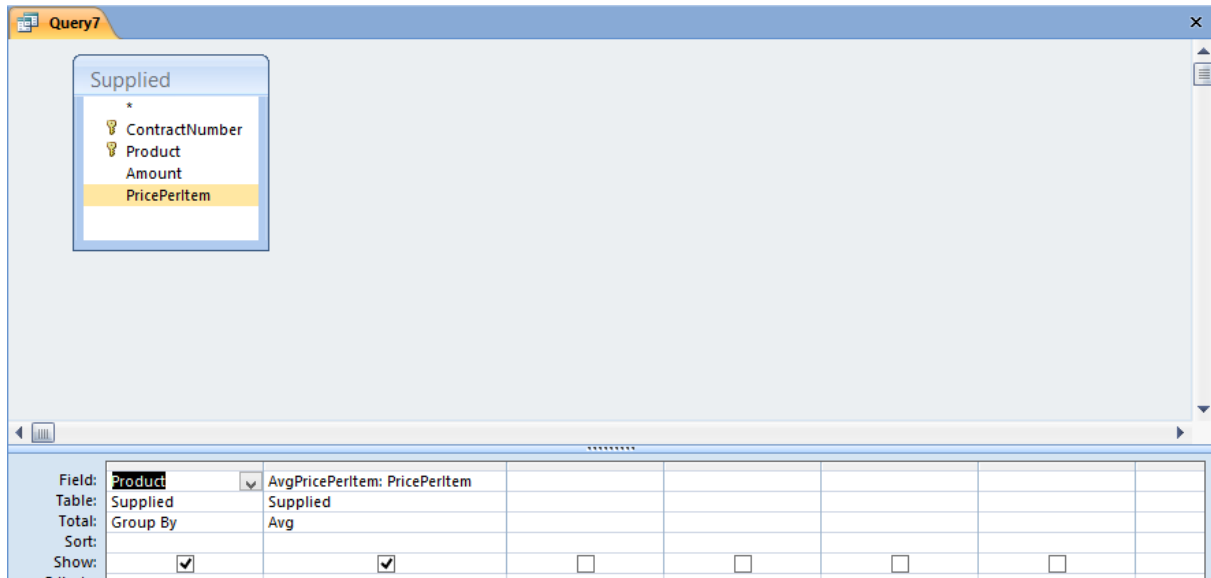 Query7
Supplied
*
ContractNumber
Product
Amount
PricePerItem
Field: Product AvgPricePerItem: PricePerItem
Table: Supplied Supplied
Total: Group By Avg
Sort:
Show: